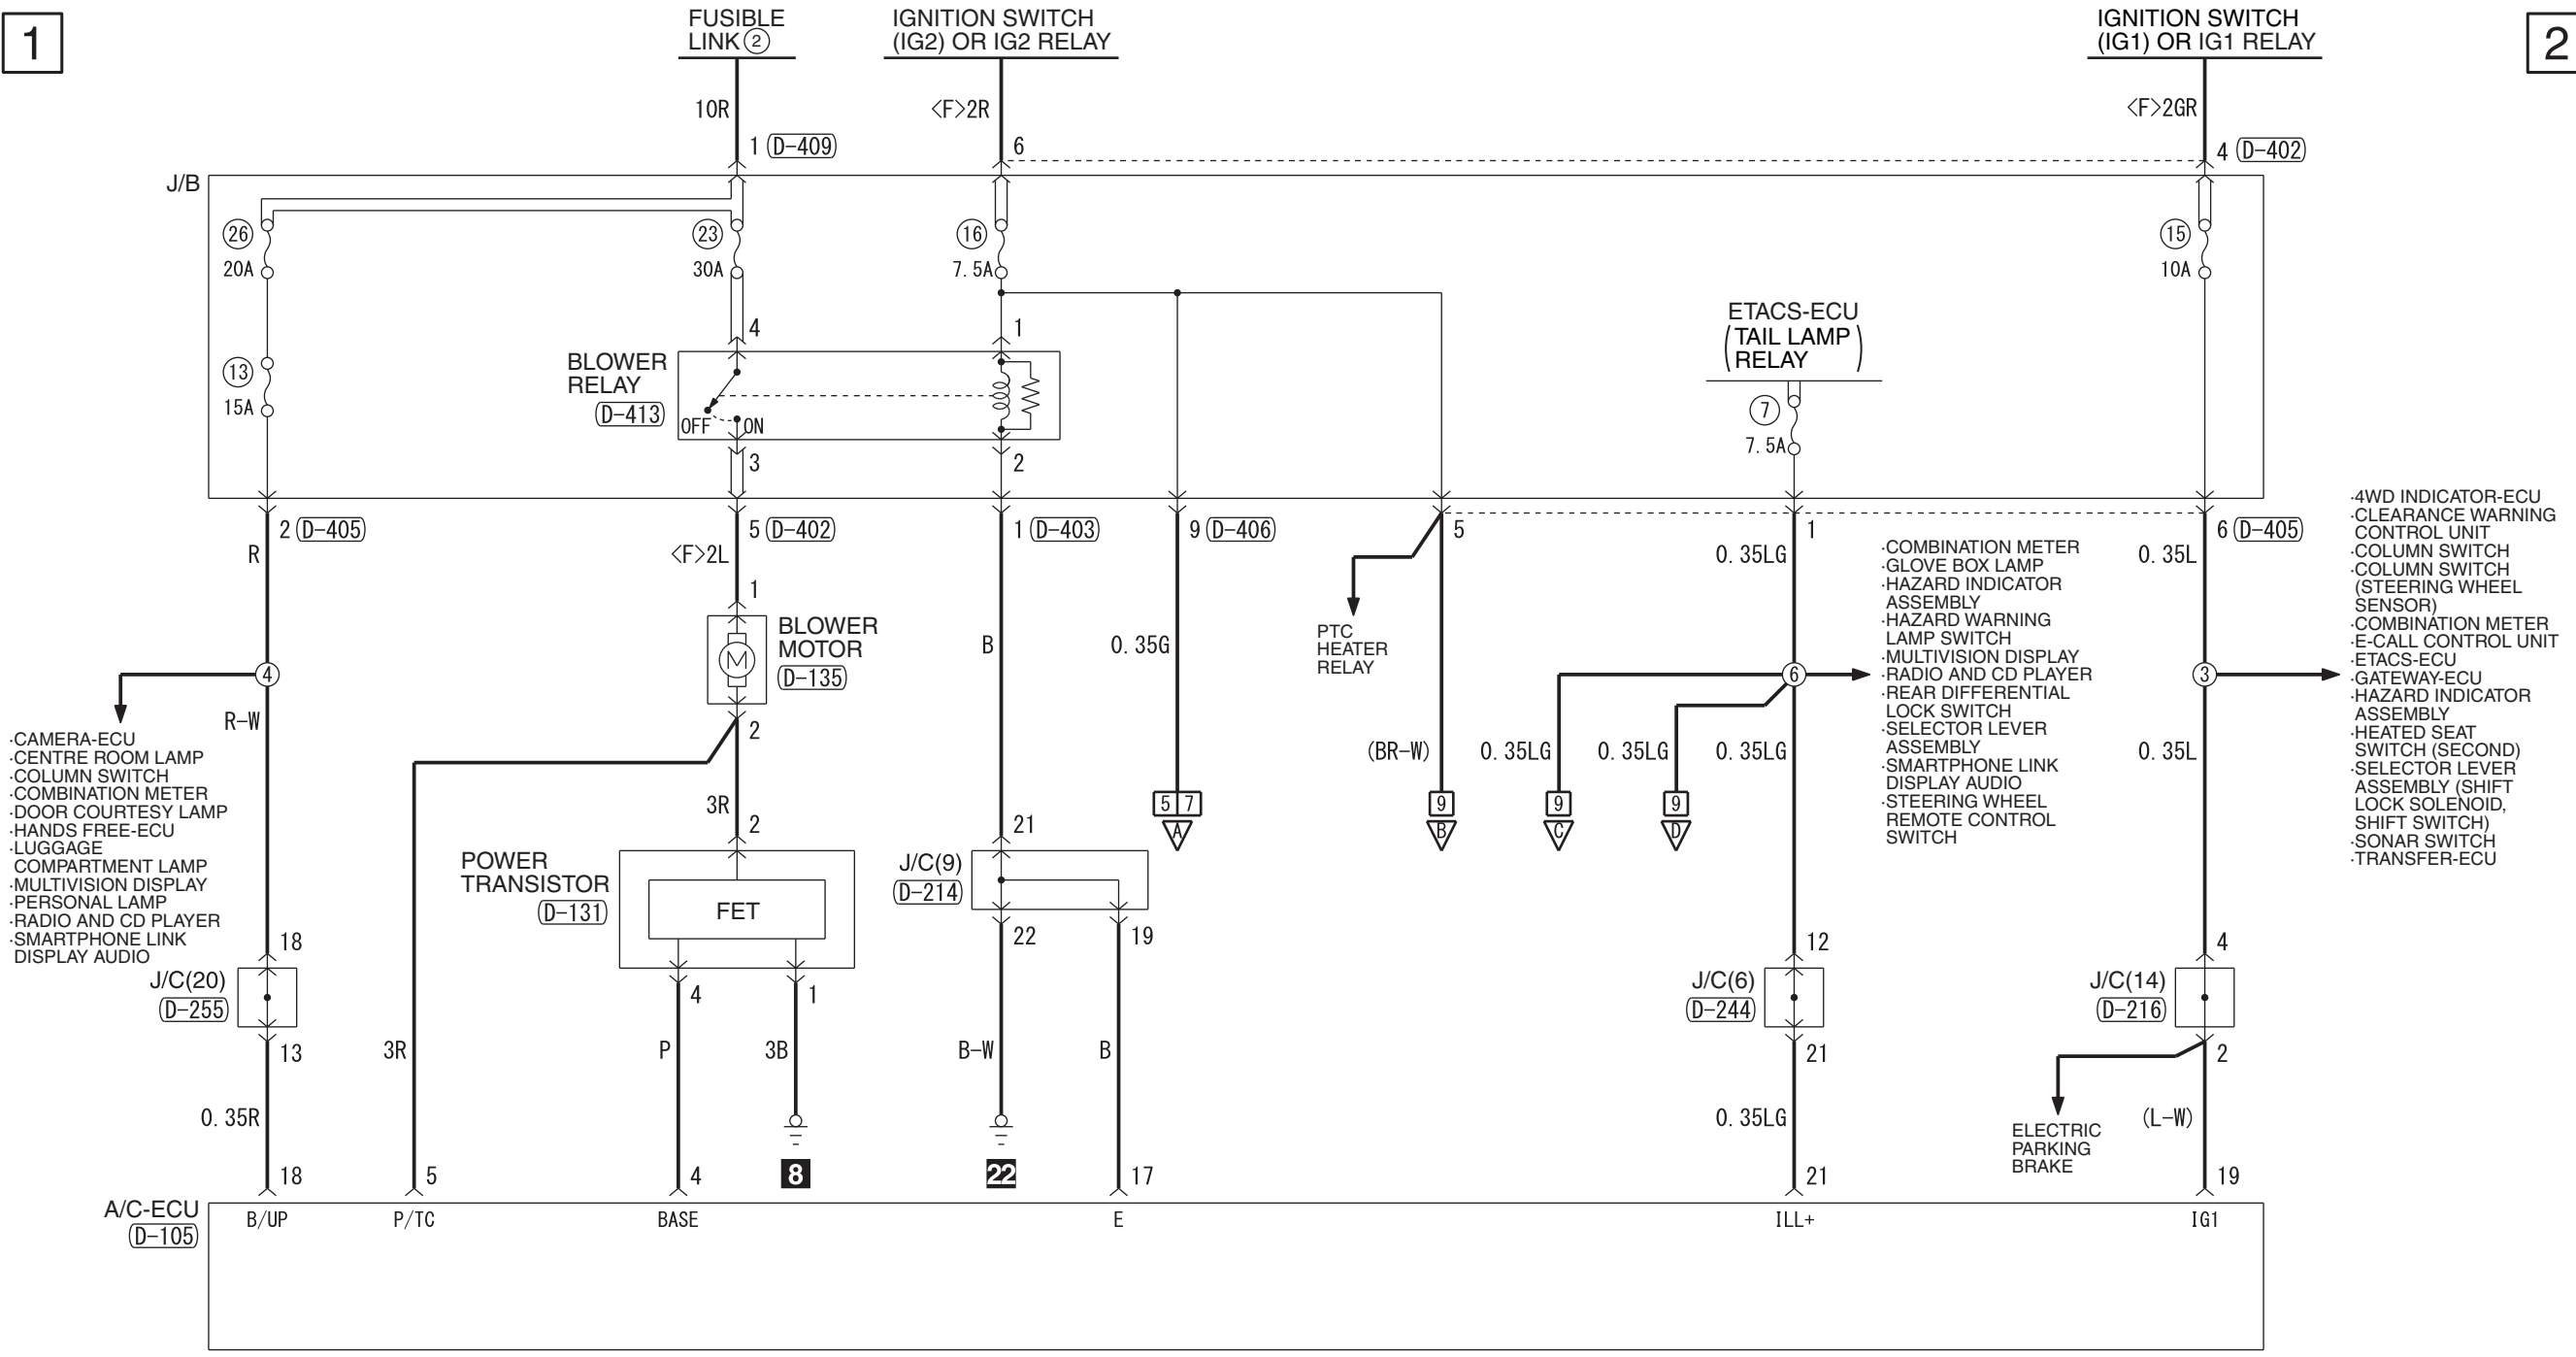 1
2
FUSIBLE
LINK ②
IGNITION SWITCH
(IG2) OR IG2 RELAY
IGNITION SWITCH
(IG1) OR IG1 RELAY
10R
<F>2R
<F>2GR
1 D-409
6
4 D-402
J/B
26
20A
23
30A
16
7.5A
15
10A
4
1
ETACS-ECU
(TAIL LAMP
RELAY)
BLOWER
RELAY
D-413
OFF
ON
13
15A
7
7.5A
3
2
2 D-405
5 D-402
1 D-403
9 D-406
5
1
6 D-405
R
<F>2L
0.35LG
0.35L
1
BLOWER
MOTOR
D-135
M
2
B
0.35G
PTC
HEATER
RELAY
4
6
3
R-W
·CAMERA-ECU
·CENTRE ROOM LAMP
·COLUMN SWITCH
·COMBINATION METER
·DOOR COURTESY LAMP
·HANDS FREE-ECU
·LUGGAGE
COMPARTMENT LAMP
·MULTIVISION DISPLAY
·PERSONAL LAMP
·RADIO AND CD PLAYER
·SMARTPHONE LINK
DISPLAY AUDIO
·COMBINATION METER
·GLOVE BOX LAMP
·HAZARD INDICATOR
ASSEMBLY
·HAZARD WARNING
LAMP SWITCH
·MULTIVISION DISPLAY
·RADIO AND CD PLAYER
·REAR DIFFERENTIAL
LOCK SWITCH
·SELECTOR LEVER
ASSEMBLY
·SMARTPHONE LINK
DISPLAY AUDIO
·STEERING WHEEL
REMOTE CONTROL
SWITCH
·4WD INDICATOR-ECU
·CLEARANCE WARNING
CONTROL UNIT
·COLUMN SWITCH
·COLUMN SWITCH
(STEERING WHEEL
SENSOR)
·COMBINATION METER
·E-CALL CONTROL UNIT
·ETACS-ECU
·GATEWAY-ECU
·HAZARD INDICATOR
ASSEMBLY
·HEATED SEAT
SWITCH (SECOND)
·SELECTOR LEVER
ASSEMBLY (SHIFT
LOCK SOLENOID,
SHIFT SWITCH)
·SONAR SWITCH
·TRANSFER-ECU
(BR-W)
0.35LG
0.35LG
0.35LG
0.35L
5 7
A
9
B
9
C
9
D
3R
2
POWER
TRANSISTOR
D-131
FET
4
1
21
J/C(9)
D-214
22
19
18
J/C(20)
D-255
13
12
J/C(6)
D-244
21
4
J/C(14)
D-216
2
3R
P
3B
B-W
B
0.35R
0.35LG
(L-W)
ELECTRIC
PARKING
BRAKE
8
22
18
5
4
17
21
19
A/C-ECU
D-105
B/UP
P/TC
BASE
E
ILL+
IG1